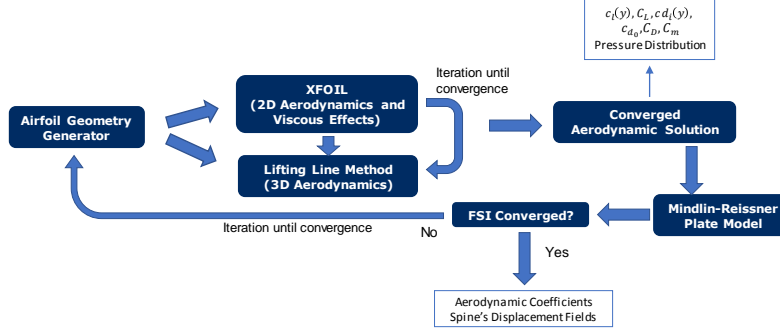 c_l(y), C_L, cd_i(y),
c_{d_0}, C_D, C_m
Pressure Distribution
Iteration until
convergence
XFOIL
(2D Aerodynamics and
Viscous Effects)
Airfoil Geometry
Generator
Converged
Aerodynamic Solution
Lifting Line Method
(3D Aerodynamics)
Mindlin-Reissner
Plate Model
FSI Converged?
Iteration until convergence
No
Yes
Aerodynamic Coefficients
Spine's Displacement Fields